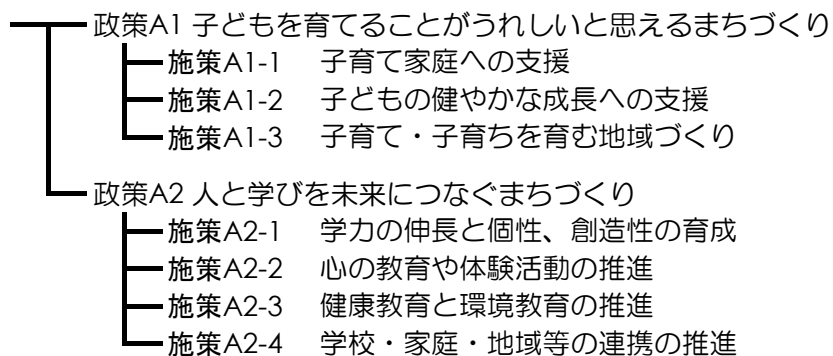 政策A1 子どもを育てることがうれしいと思えるまちづくり
施策A1-1 子育て家庭への支援
施策A1-2 子どもの健やかな成長への支援
施策A1-3 子育て・子育ちを育む地域づくり
政策A2 人と学びを未来につなぐまちづくり
施策A2-1 学力の伸長と個性、創造性の育成
施策A2-2 心の教育や体験活動の推進
施策A2-3 健康教育と環境教育の推進
施策A2-4 学校・家庭・地域等の連携の推進